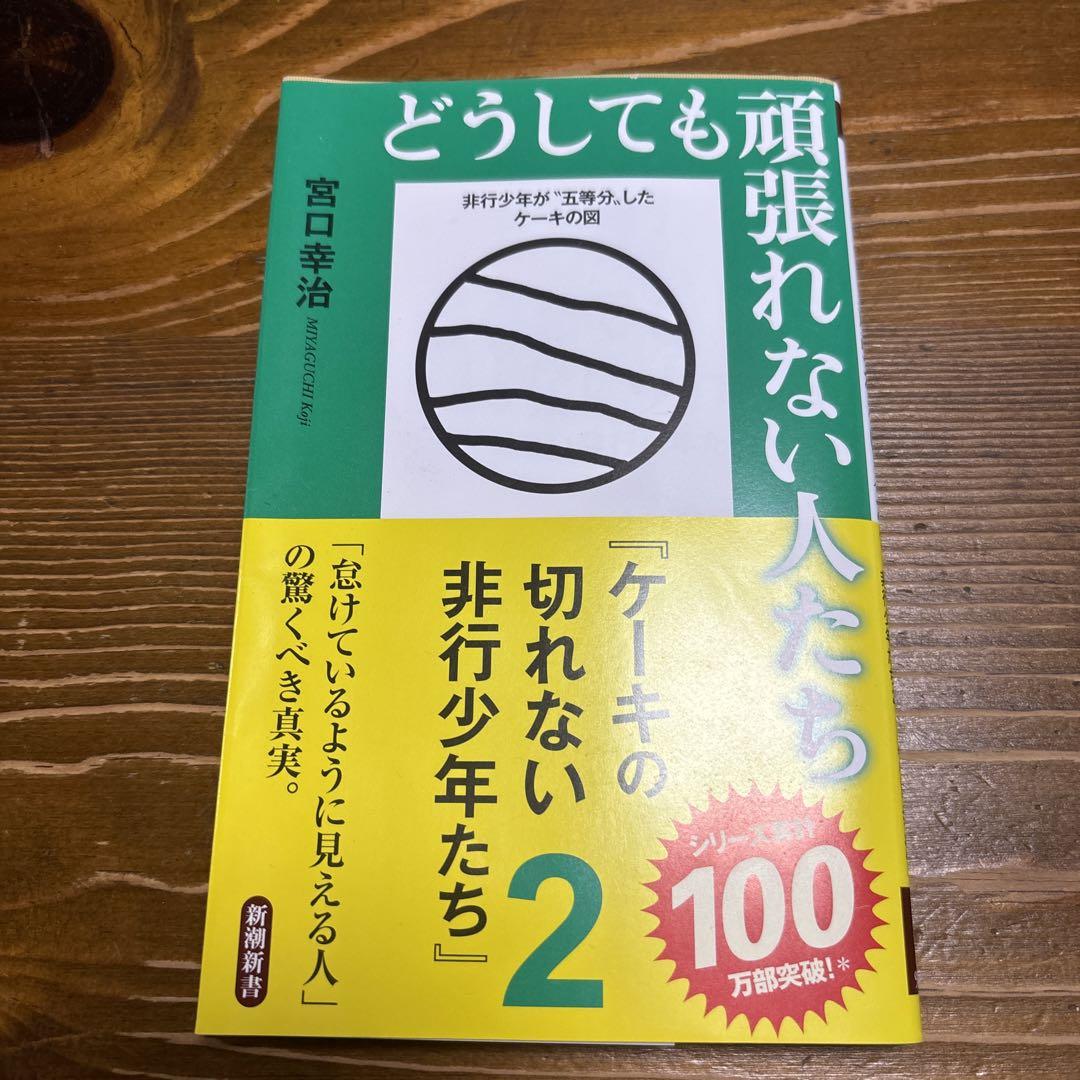 どうしても頑張れない人たち
宮口幸治
MIYAGUCHI Koji
非行少年が〝五等分〟した
ケーキの図
『ケーキの
切れない
非行少年たち』
2
「怠けているように見える人」
の驚くべき真実。
シリーズ累計
100
万部突破!*
新潮新書